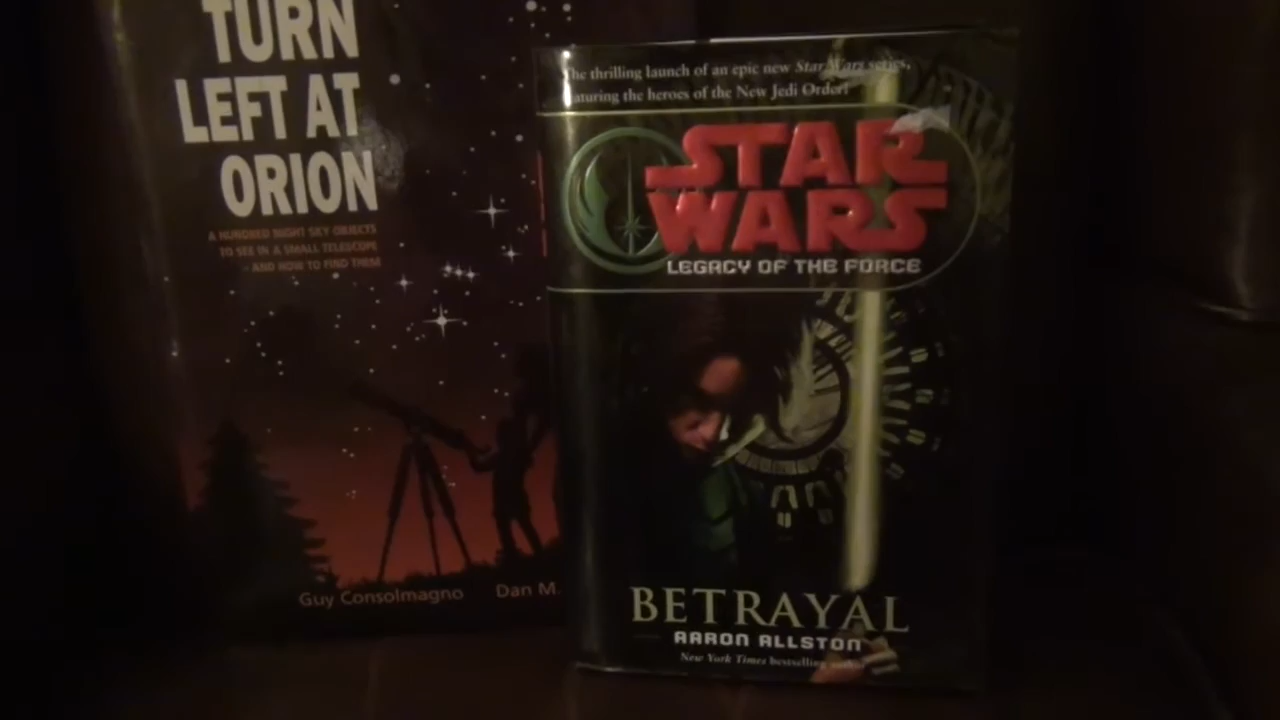 TURN
LEFT AT
ORION
A HUNDRED NIGHT SKY OBJECTS
TO SEE IN A SMALL TELESCOPE
- AND HOW TO FIND THEM
Guy Consolmagno Dan M.
The thrilling launch of an epic new Star Wars series,
featuring the heroes of the New Jedi Order!
STAR
WARS
LEGACY OF THE FORCE
BETRAYAL
AARON ALLSTON
New York Times bestselling author